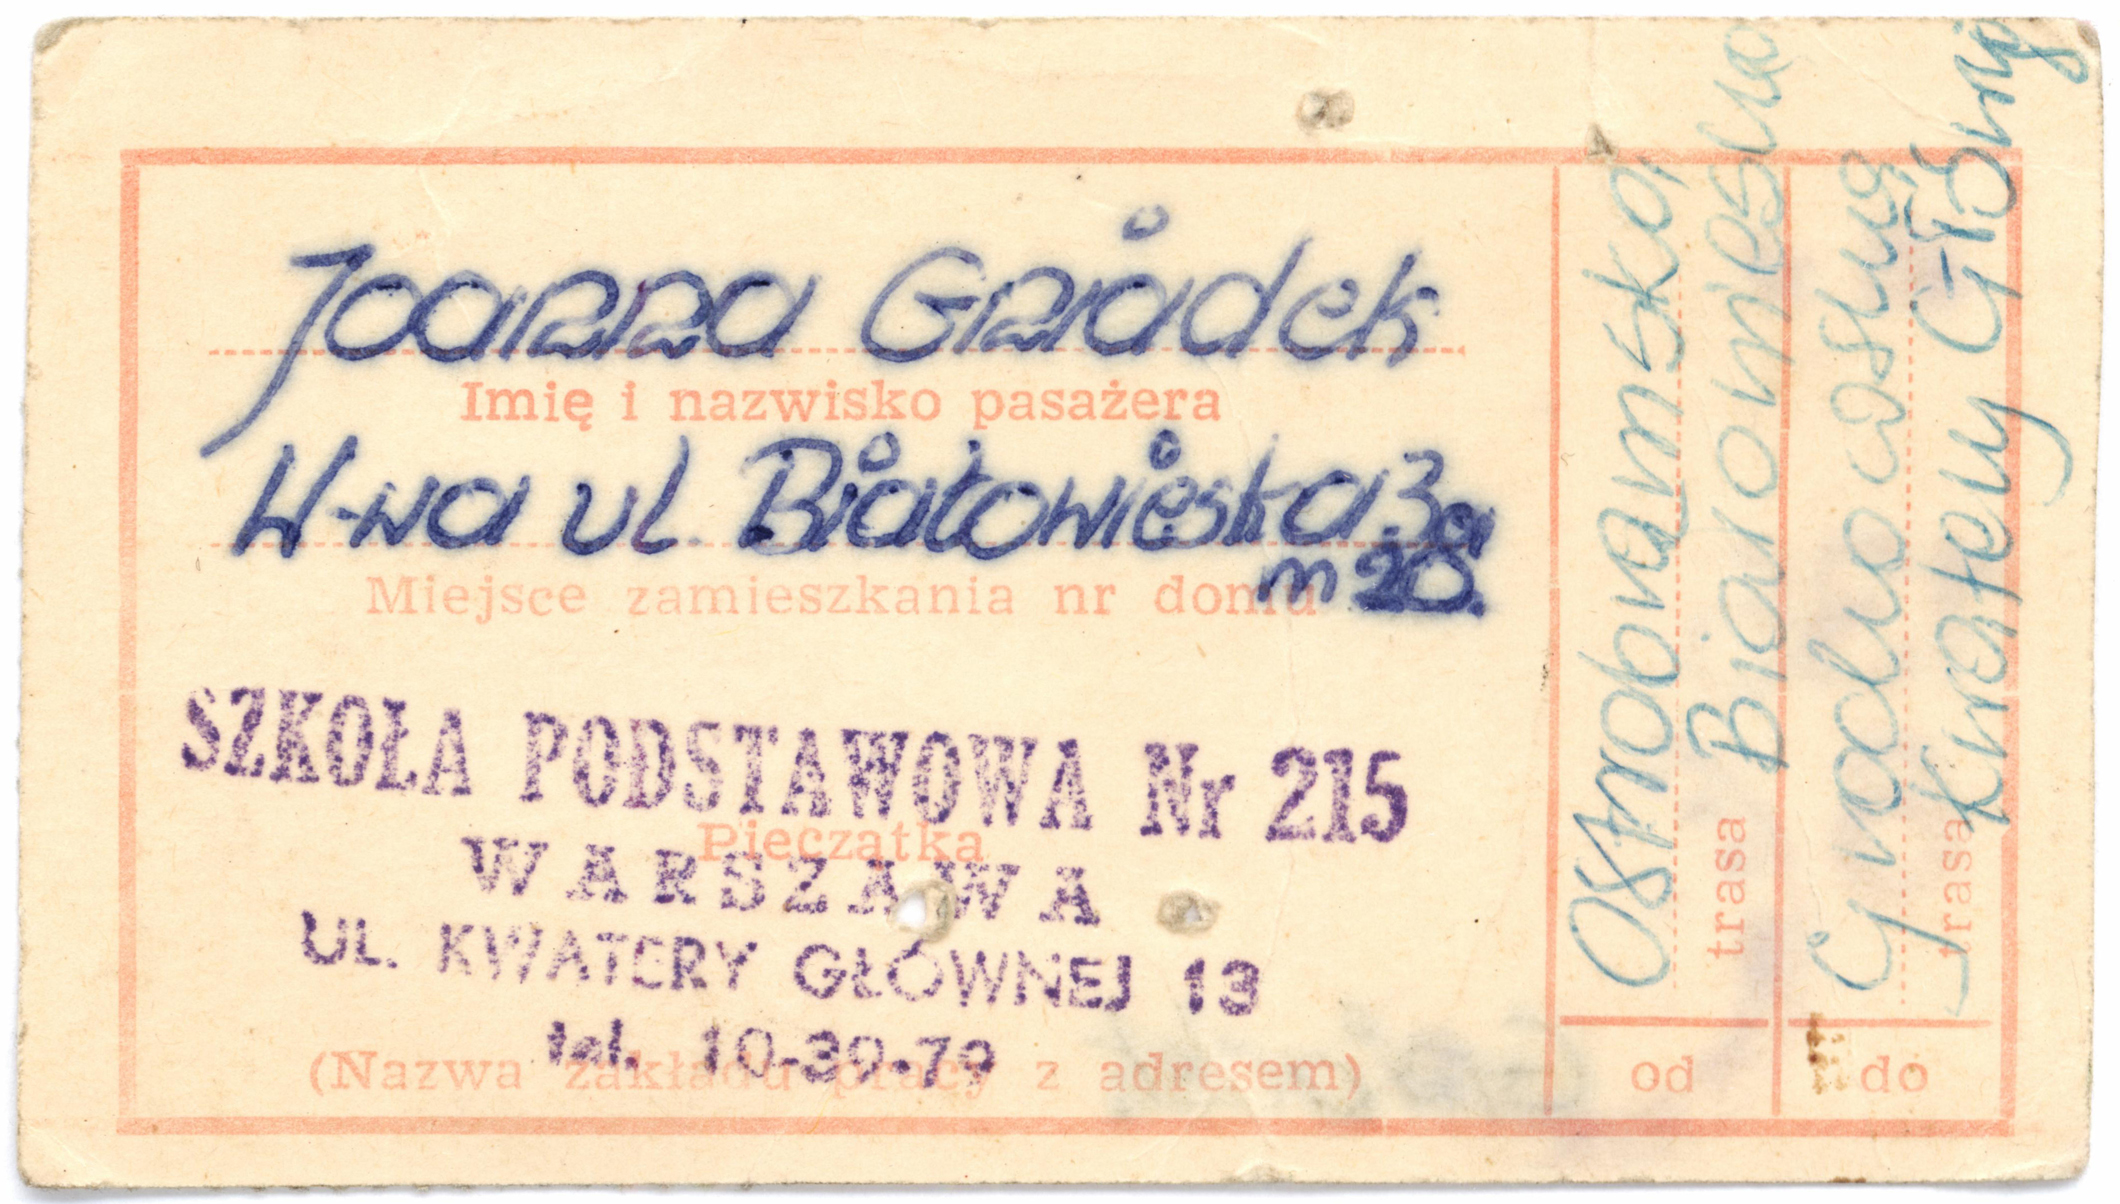 Joanna Grądek
Imię i nazwisko pasażera
W-wa ul. Białowieska 3a
m 20.
Miejsce zamieszkania nr domu
SZKOŁA PODSTAWOWA Nr 215
Pieczątka
WARSZAWA
UL. KWATERY GŁÓWNEJ 13
tel. 10-39-79
(Nazwa zakładu pracy z adresem)
Ostrobramska,
trasa
od
Grochowska
Kwatery Głównej
trasa
do